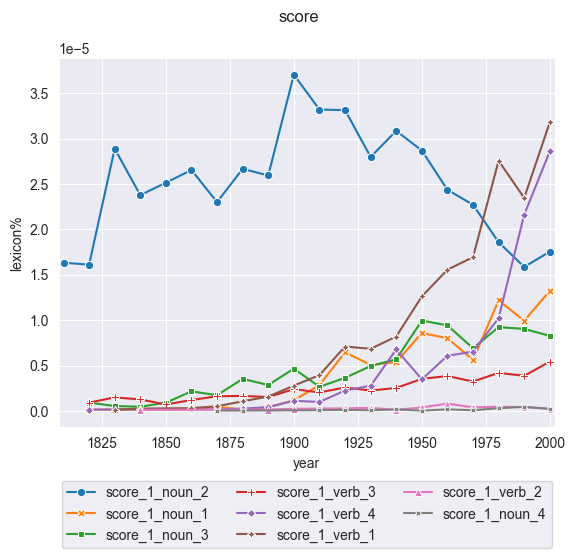 score
1e−5
3.5
3.0
2.5
2.0
1.5
1.0
0.5
0.0
lexicon%
1825 1850 1875 1900 1925 1950 1975 2000
year
score_1_noun_2 score_1_verb_3 score_1_verb_2
score_1_noun_1 score_1_verb_4 score_1_noun_4
score_1_noun_3 score_1_verb_1